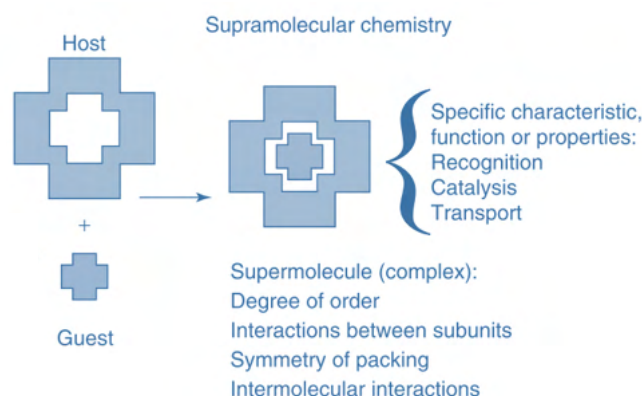 Supramolecular chemistry
Host
+
Guest
Specific characteristic,
function or properties:
Recognition
Catalysis
Transport
Supermolecule (complex):
Degree of order
Interactions between subunits
Symmetry of packing
Intermolecular interactions